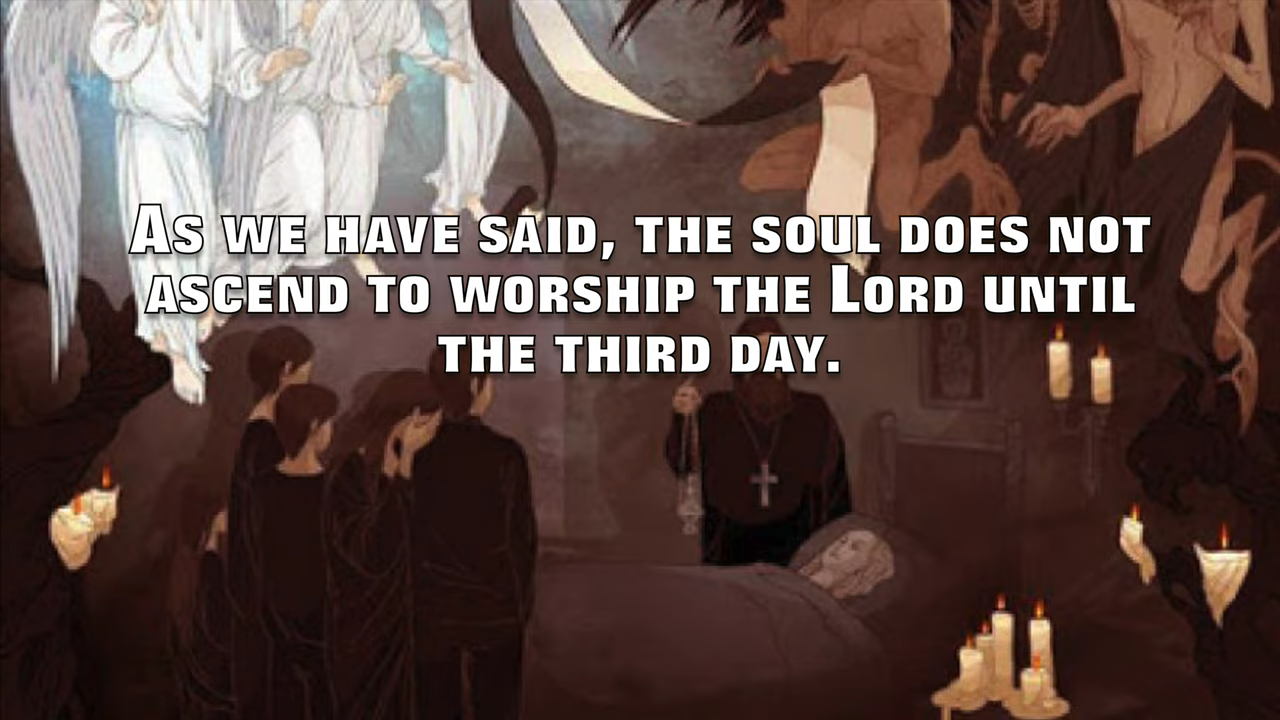 As we have said, the soul does not
ascend to worship the Lord until
the third day.